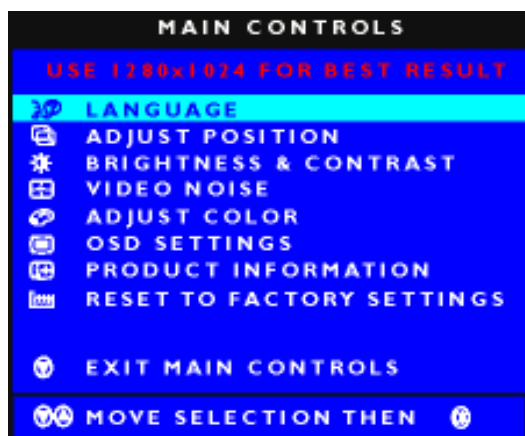 MAIN CONTROLS
USE 1280x1024 FOR BEST RESULT
LANGUAGE
ADJUST POSITION
BRIGHTNESS & CONTRAST
VIDEO NOISE
ADJUST COLOR
OSD SETTINGS
PRODUCT INFORMATION
RESET TO FACTORY SETTINGS
EXIT MAIN CONTROLS
MOVE SELECTION THEN